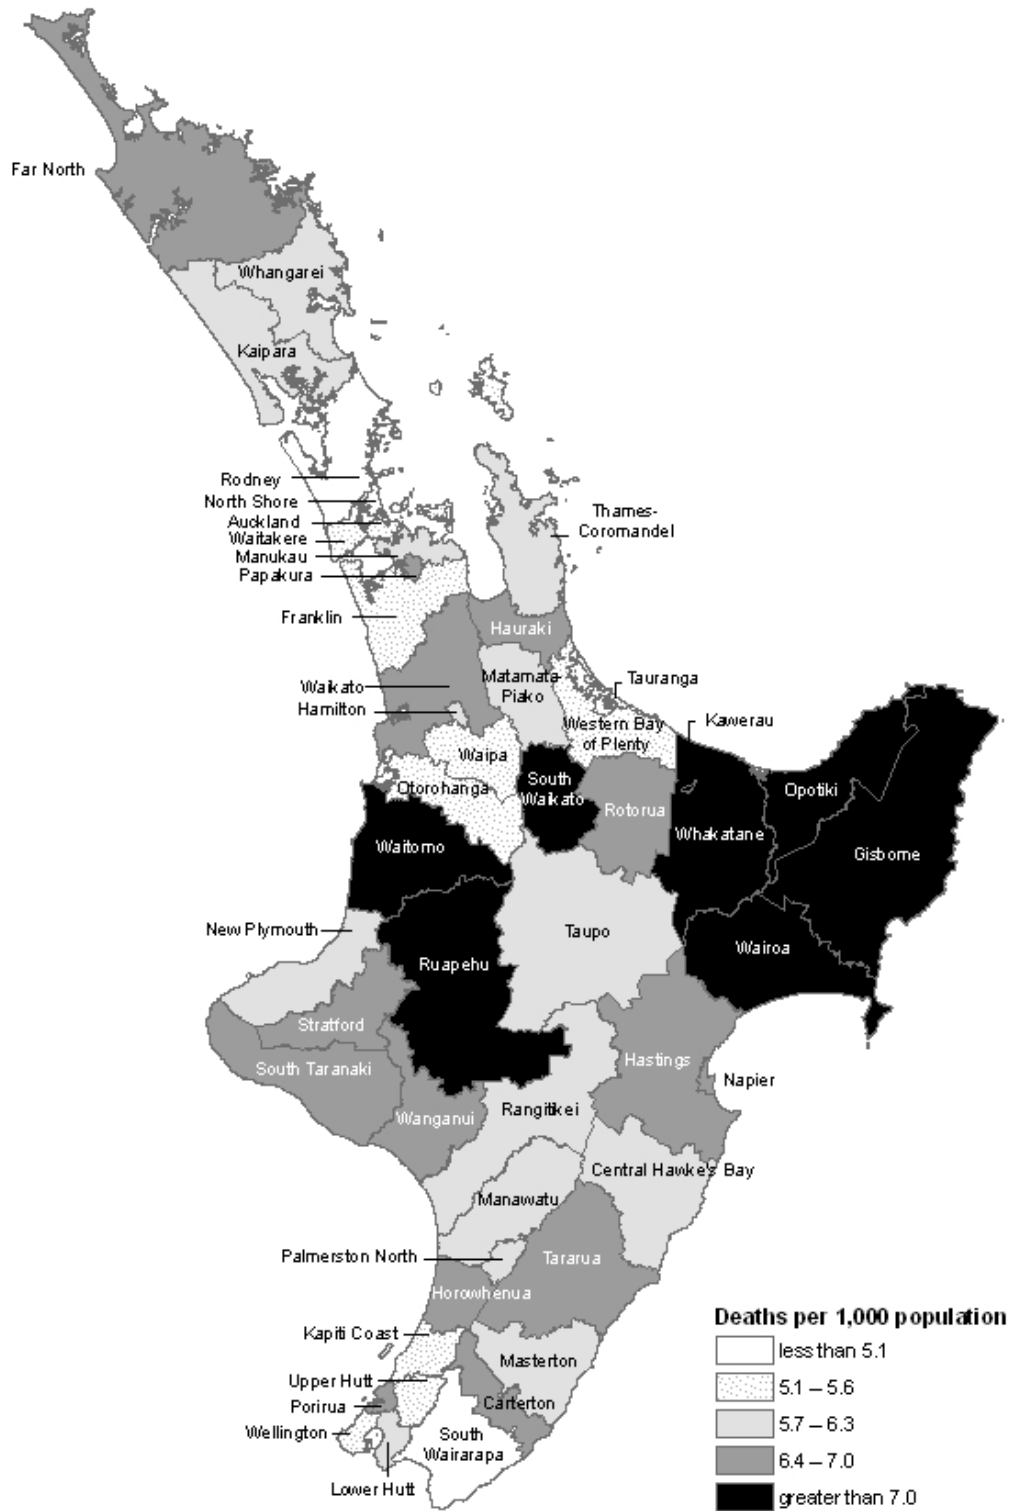 Far North
Whangarei
Kaipara
Rodney
North Shore
Auckland
Waitakere
Manukau
Papakura
Thames-
Coromandel
Franklin
Hauraki
Waikato
Hamilton
Matamata
Piako
Tauranga
Western Bay
of Plenty
Kawerau
Waipa
Otorohanga
South
Waikato
Rotorua
Opotiki
Whakatane
Gisborne
Waitomo
New Plymouth
Taupo
Wairoa
Ruapehu
Stratford
South Taranaki
Hastings
Napier
Wanganui
Rangitikei
Central Hawke's Bay
Manawatu
Palmerston North
Tararua
Horowhenua
Kapiti Coast
Masterton
Upper Hutt
Carterton
Porirua
Wellington
South
Wairarapa
Lower Hutt
Deaths per 1,000 population
less than 5.1
5.1 – 5.6
5.7 – 6.3
6.4 – 7.0
greater than 7.0